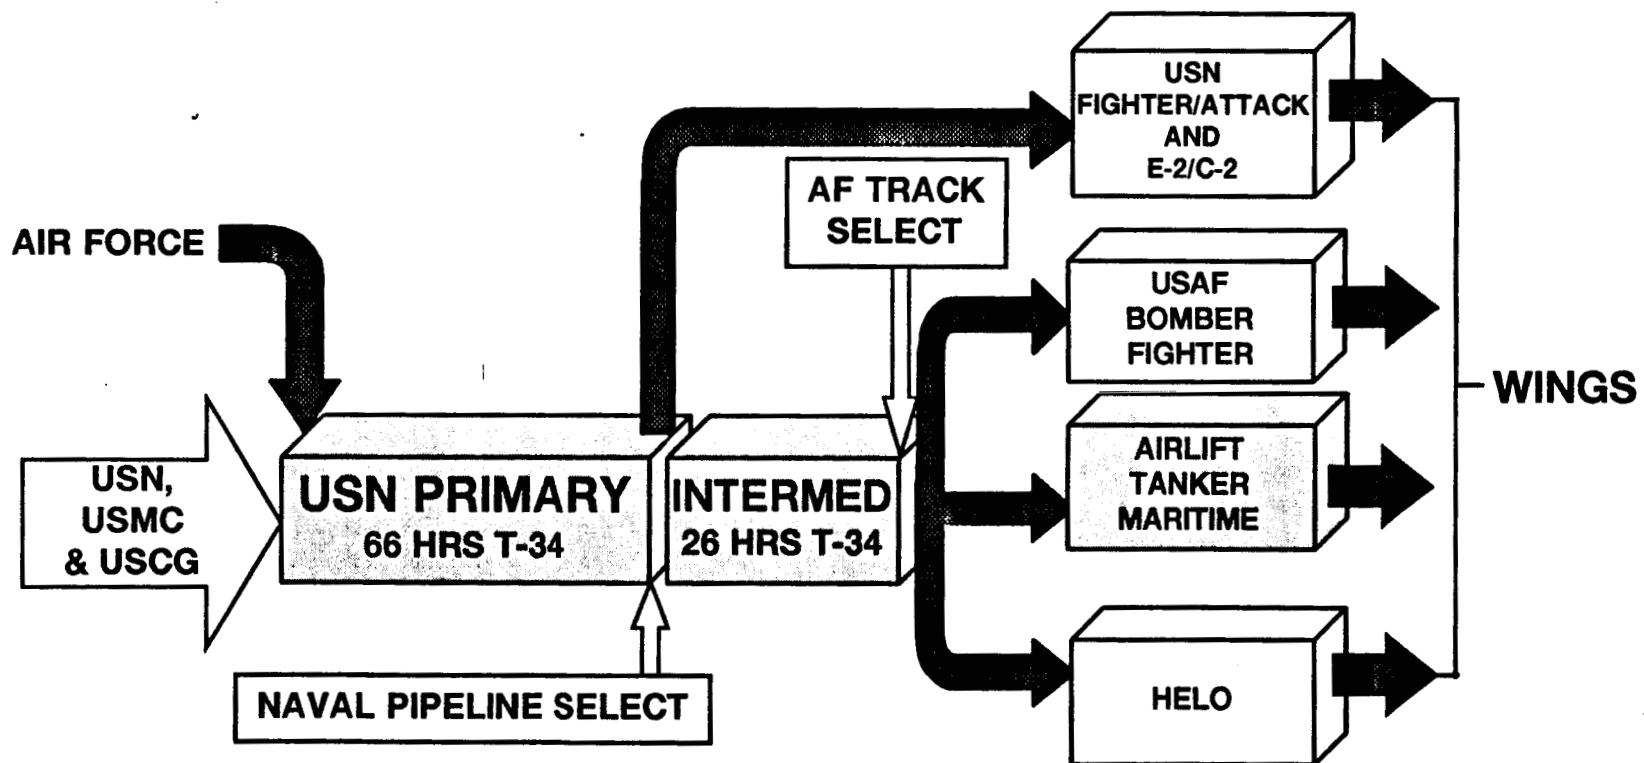 AIR FORCE
USN,
USMC
& USCG
USN PRIMARY
66 HRS T-34
NAVAL PIPELINE SELECT
INTERMED
26 HRS T-34
AF TRACK
SELECT
USN
FIGHTER/ATTACK
AND
E-2/C-2
USAF
BOMBER
FIGHTER
AIRLIFT
TANKER
MARITIME
HELO
WINGS